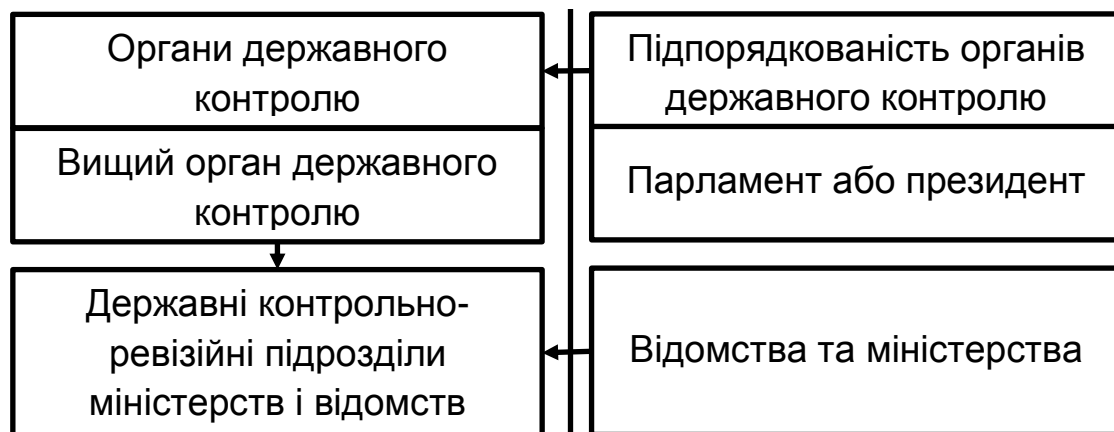 Органи державного
контролю
Підпорядкованість органів
державного контролю
Вищий орган державного
контролю
Парламент або президент
Державні контрольно-
ревізійні підрозділи
міністерств і відомств
Відомства та міністерства